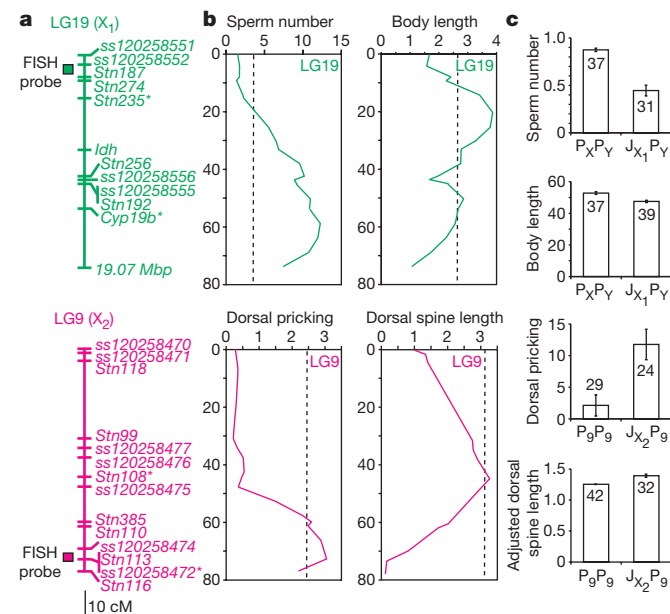 a
LG19 (X1)
FISH
probe
ss120258551
ss120258552
Stn187
Stn274
Stn235*
Idh
Stn256
ss120258556
ss120258555
Stn192
Cyp19b*
19.07 Mbp
LG9 (X2)
ss120258470
ss120258471
Stn118
Stn99
ss120258477
ss120258476
Stn108*
ss120258475
Stn385
Stn110
ss120258474
Stn113
ss120258472*
Stn116
FISH
probe
10 cM
b
Sperm number
0 5 10 15
LG19
0
20
40
60
80
Body length
0 1 2 3 4
LG19
0
20
40
60
80
Dorsal pricking
0 1 2 3
LG9
0
20
40
60
80
Dorsal spine length
0 1 2 3
LG9
0
20
40
60
80
c
Sperm number
1.0
0.5
0.0
37
31
PXPY
JX1PY
Body length
60
40
20
0
37
39
PXPY
JX1PY
Dorsal pricking
15
10
5
0
29
24
P9P9
JX2P9
Adjusted dorsal
spine length
1.5
1.0
0.5
0
42
32
P9P9
JX2P9